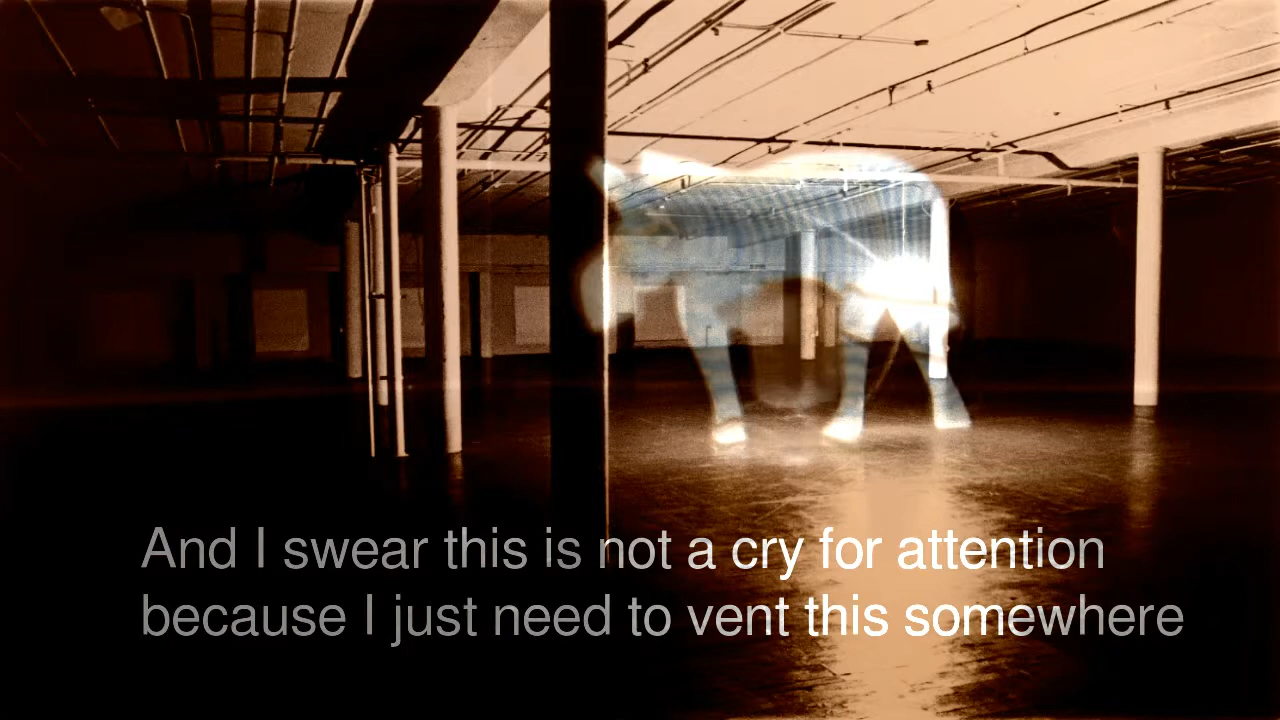 And I swear this is not a cry for attention
because I just need to vent this somewhere